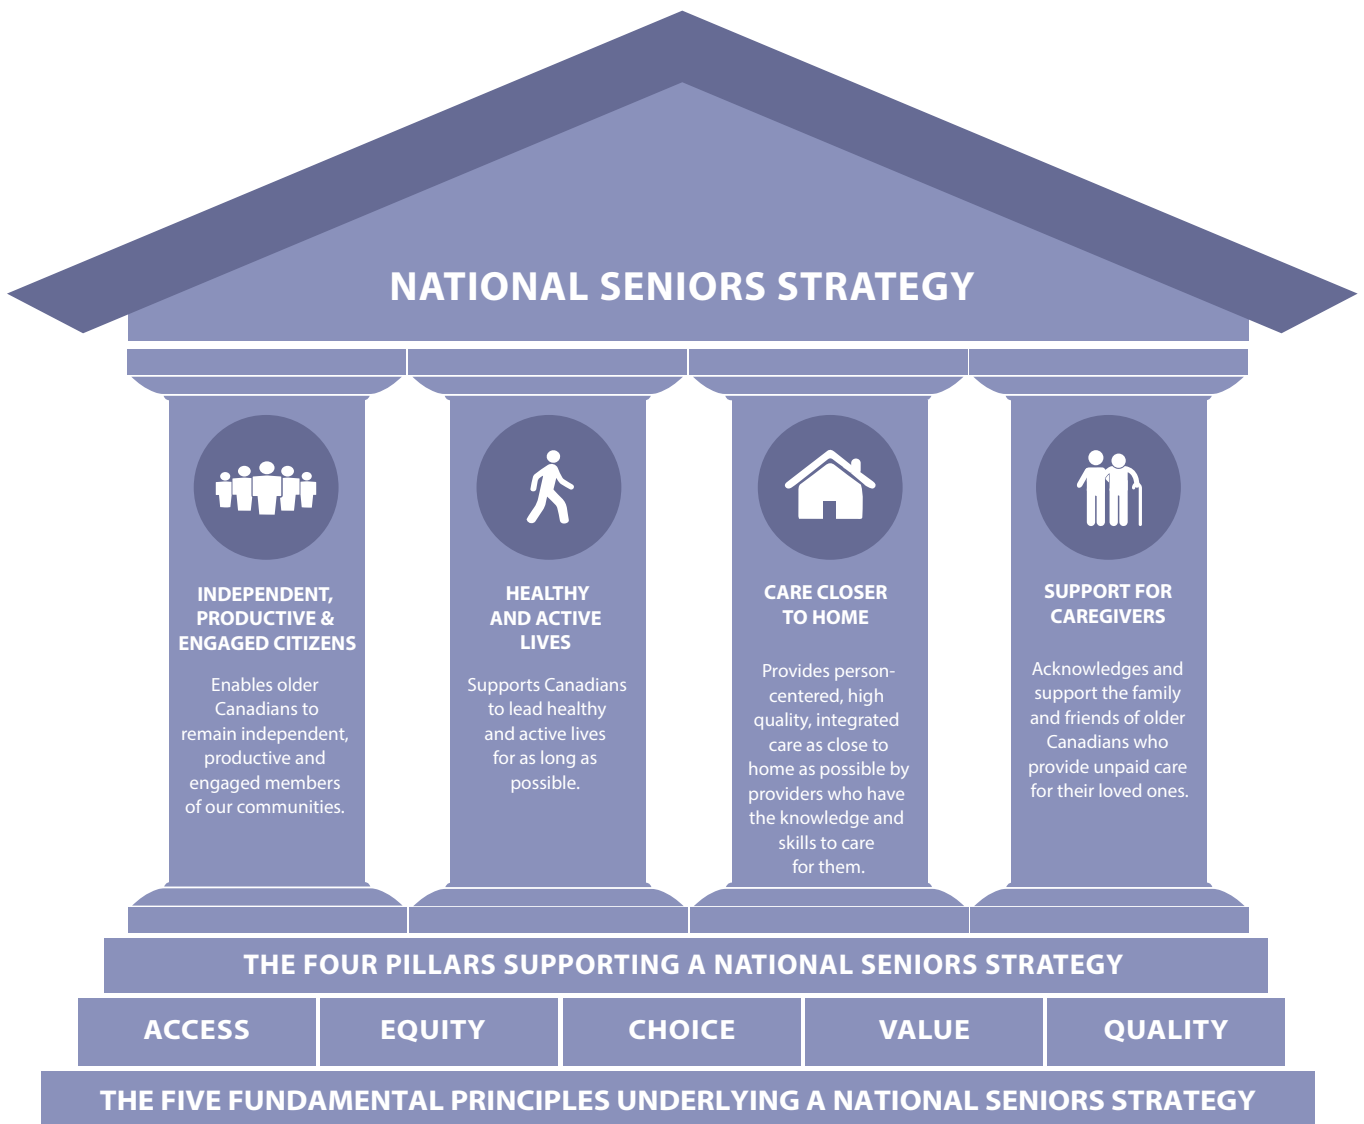 NATIONAL SENIORS STRATEGY
INDEPENDENT,
PRODUCTIVE &
ENGAGED CITIZENS
Enables older
Canadians to
remain independent,
productive and
engaged members
of our communities.
HEALTHY
AND ACTIVE
LIVES
Supports Canadians
to lead healthy
and active lives
for as long as
possible.
CARE CLOSER
TO HOME
Provides person-
centered, high
quality, integrated
care as close to
home as possible by
providers who have
the knowledge and
skills to care
for them.
SUPPORT FOR
CAREGIVERS
Acknowledges and
support the family
and friends of older
Canadians who
provide unpaid care
for their loved ones.
THE FOUR PILLARS SUPPORTING A NATIONAL SENIORS STRATEGY
ACCESS
EQUITY
CHOICE
VALUE
QUALITY
THE FIVE FUNDAMENTAL PRINCIPLES UNDERLYING A NATIONAL SENIORS STRATEGY